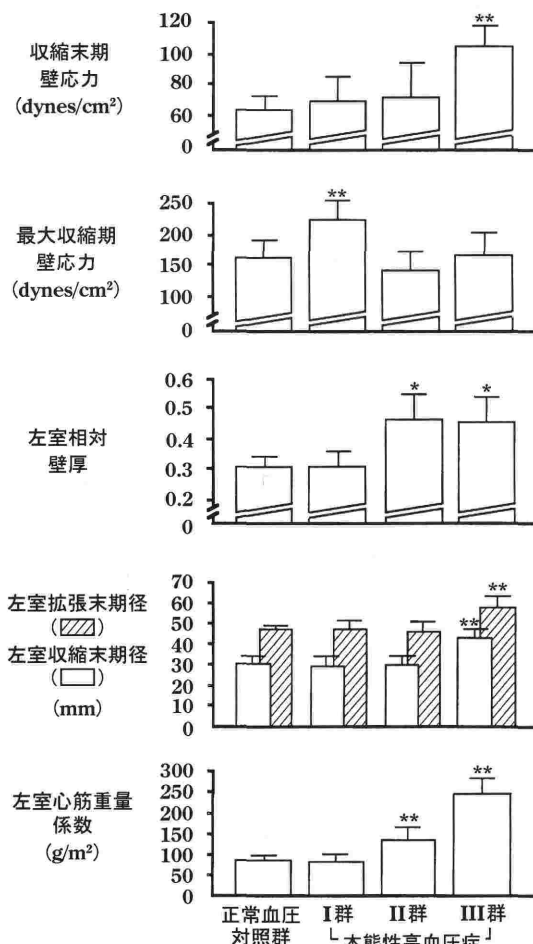 収縮末期
壁応力
(dynes/cm²)
120
100
80
60
0
**
最大収縮期
壁応力
(dynes/cm²)
250
200
150
100
0
**
左室相対
壁厚
0.6
0.5
0.4
0.3
0.2
0
*
*
左室拡張末期径
( )
左室収縮末期径
( )
(mm)
70
60
50
40
30
20
10
0
**
**
左室心筋重量
係数
(g/m²)
300
250
200
150
100
50
0
**
**
正常血圧
対照群
I群
II群
III群
本態性高血圧症